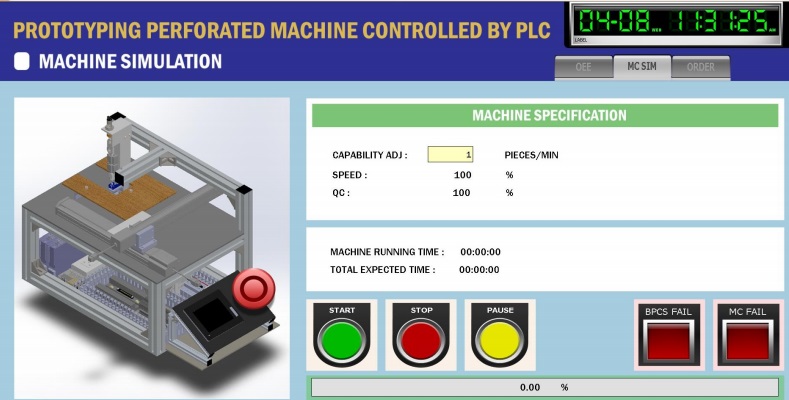 PROTOTYPING PERFORATED MACHINE CONTROLLED BY PLC
04-08 11:31:25 AM
LABEL
MACHINE SIMULATION
OEE MC SIM ORDER
MACHINE SPECIFICATION
CAPABILITY ADJ : 1 PIECES/MIN
SPEED : 100 %
QC : 100 %
MACHINE RUNNING TIME : 00:00:00
TOTAL EXPECTED TIME : 00:00:00
START STOP PAUSE BPCS FAIL MC FAIL
0.00 %